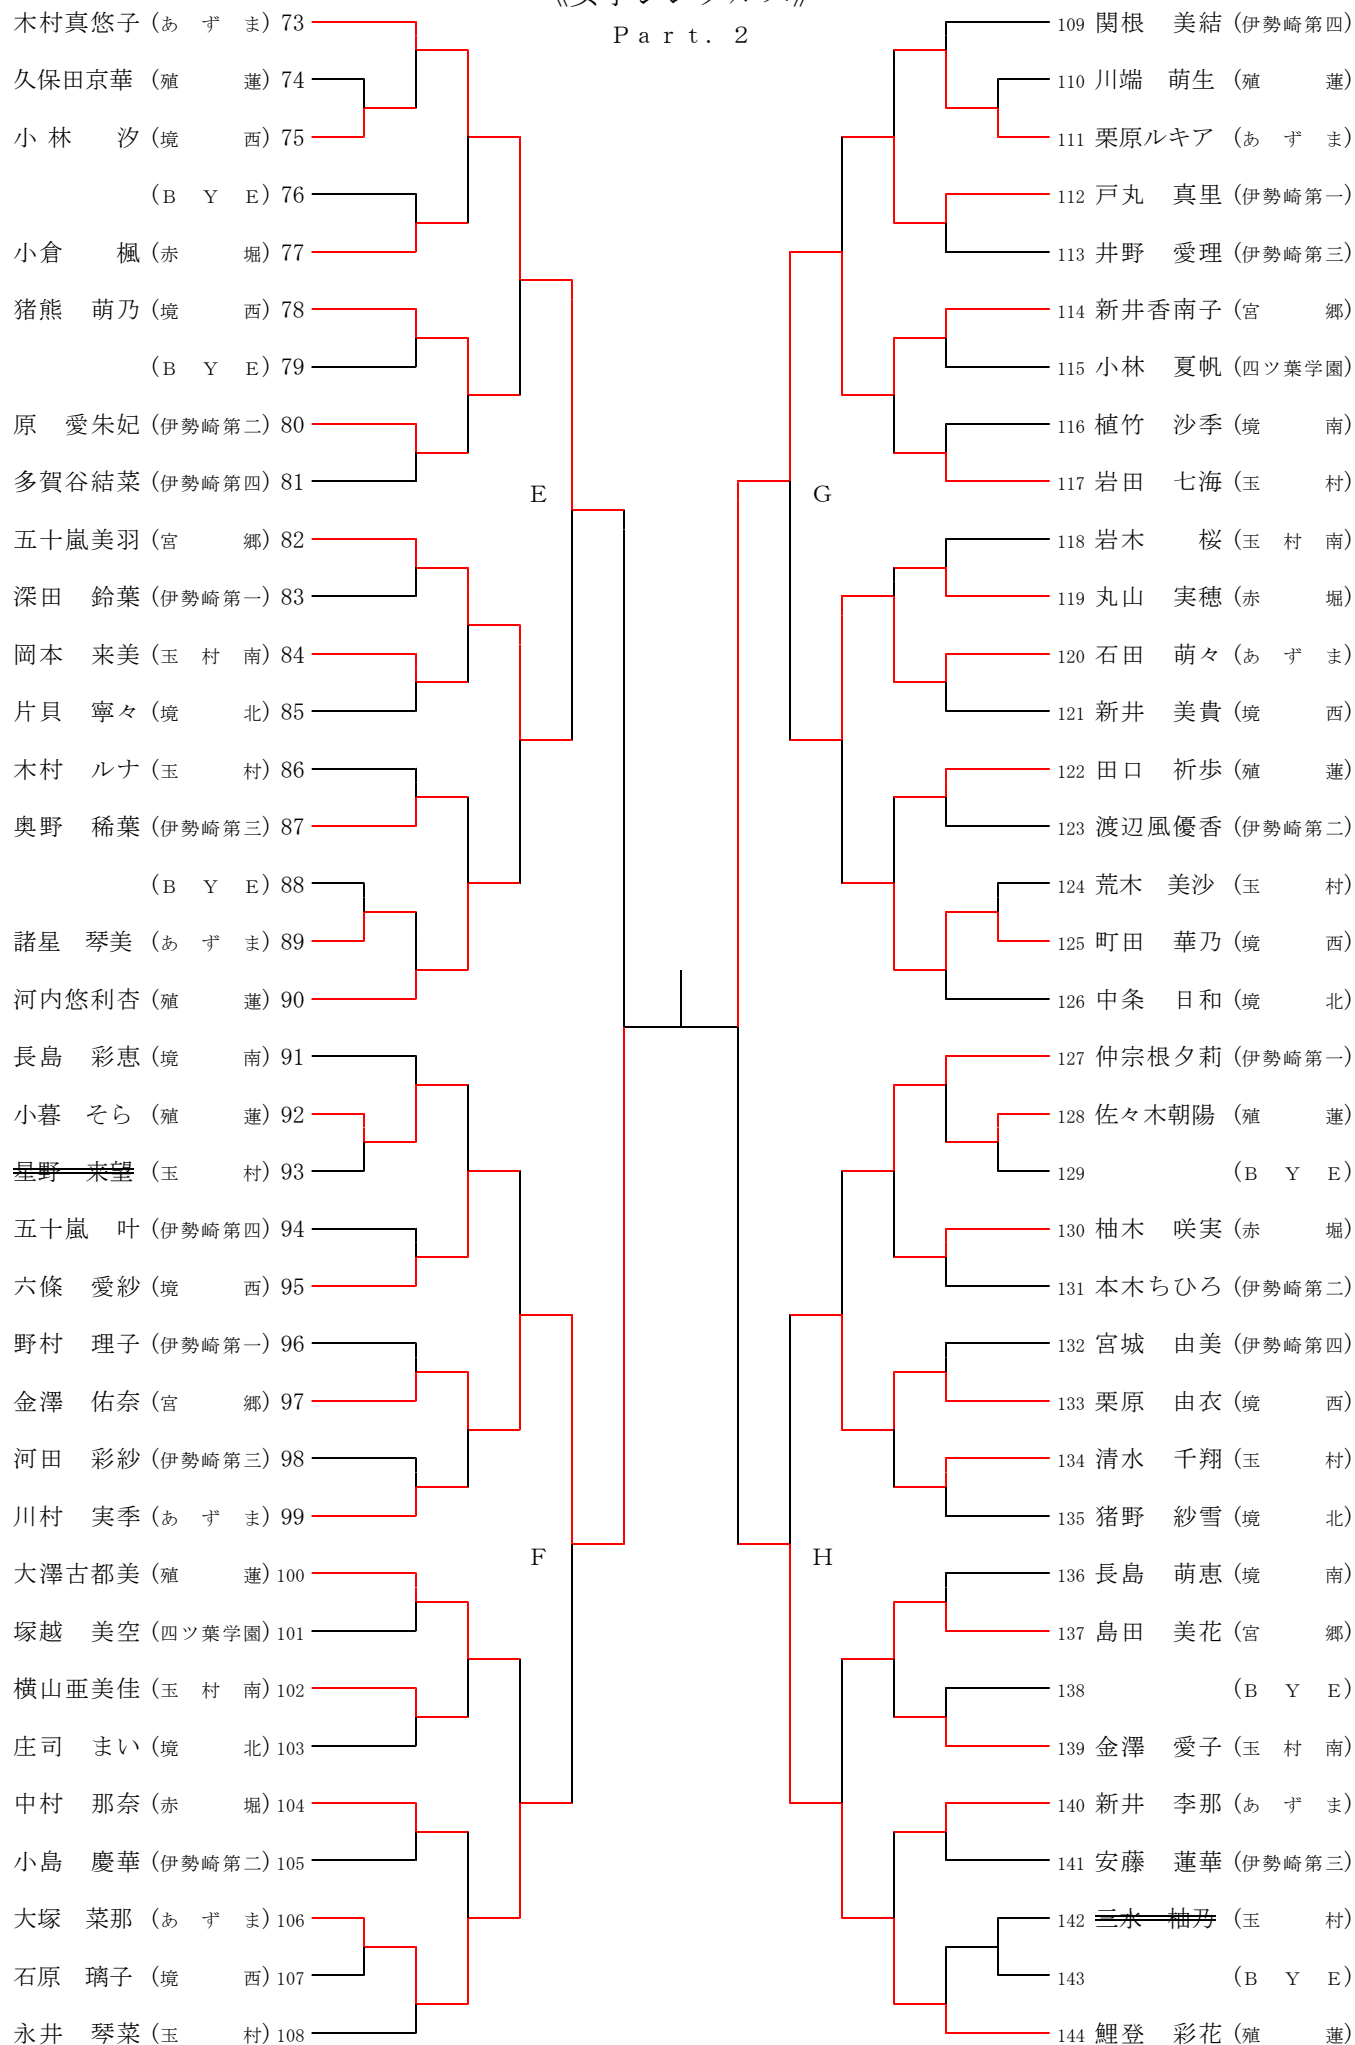 Part. 2
木村真悠子 (あずま) 73
久保田京華 (殖蓮) 74
小林 汐 (境西) 75
(BYE) 76
小倉 楓 (赤堀) 77
猪熊 萌乃 (境西) 78
(BYE) 79
原 愛朱妃 (伊勢崎第二) 80
多賀谷結菜 (伊勢崎第四) 81
E
五十嵐美羽 (宮郷) 82
深田 鈴葉 (伊勢崎第一) 83
岡本 来美 (玉村南) 84
片貝 寧々 (境北) 85
木村 ルナ (玉村) 86
奥野 稀葉 (伊勢崎第三) 87
(BYE) 88
諸星 琴美 (あずま) 89
河内悠利杏 (殖蓮) 90
長島 彩恵 (境南) 91
小暮 そら (殖蓮) 92
星野 来望 (玉村) 93
五十嵐 叶 (伊勢崎第四) 94
六條 愛紗 (境西) 95
野村 理子 (伊勢崎第一) 96
金澤 佑奈 (宮郷) 97
河田 彩紗 (伊勢崎第三) 98
川村 実季 (あずま) 99
F
大澤古都美 (殖蓮) 100
塚越 美空 (四ツ葉学園) 101
横山亜美佳 (玉村南) 102
庄司 まい (境北) 103
中村 那奈 (赤堀) 104
小島 慶華 (伊勢崎第二) 105
大塚 菜那 (あずま) 106
石原 璃子 (境西) 107
永井 琴菜 (玉村) 108
109 関根 美結 (伊勢崎第四)
110 川端 萌生 (殖蓮)
111 栗原ルキア (あずま)
112 戸丸 真里 (伊勢崎第一)
113 井野 愛理 (伊勢崎第三)
114 新井香南子 (宮郷)
115 小林 夏帆 (四ツ葉学園)
116 植竹 沙季 (境南)
117 岩田 七海 (玉村)
G
118 岩木 桜 (玉村南)
119 丸山 実穂 (赤堀)
120 石田 萌々 (あずま)
121 新井 美貴 (境西)
122 田口 祈歩 (殖蓮)
123 渡辺風優香 (伊勢崎第二)
124 荒木 美沙 (玉村)
125 町田 華乃 (境西)
126 中条 日和 (境北)
127 仲宗根夕莉 (伊勢崎第一)
128 佐々木朝陽 (殖蓮)
129 (BYE)
130 柚木 咲実 (赤堀)
131 本木ちひろ (伊勢崎第二)
132 宮城 由美 (伊勢崎第四)
133 栗原 由衣 (境西)
134 清水 千翔 (玉村)
135 猪野 紗雪 (境北)
H
136 長島 萌恵 (境南)
137 島田 美花 (宮郷)
138 (BYE)
139 金澤 愛子 (玉村南)
140 新井 李那 (あずま)
141 安藤 蓮華 (伊勢崎第三)
142 三水 柚乃 (玉村)
143 (BYE)
144 鯉登 彩花 (殖蓮)